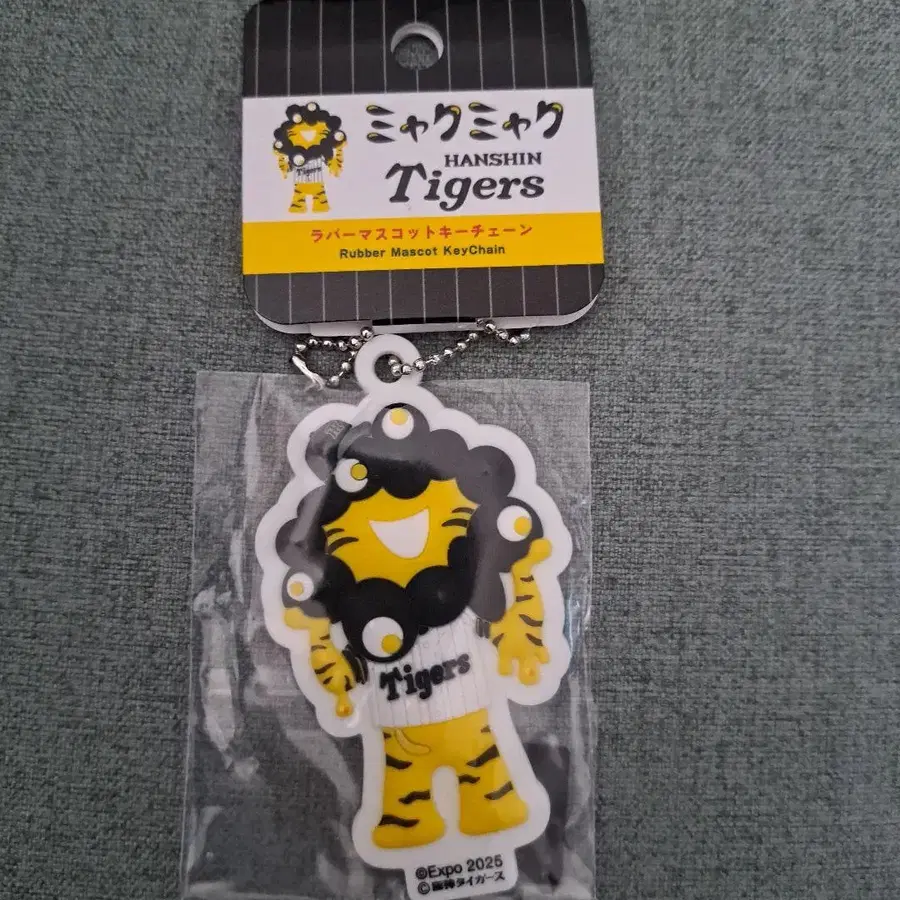 ミャクミャク
HANSHIN
Tigers
ラバーマスコットキーチェーン
Rubber Mascot KeyChain
Tigers
©Expo 2025
©阪神タイガース